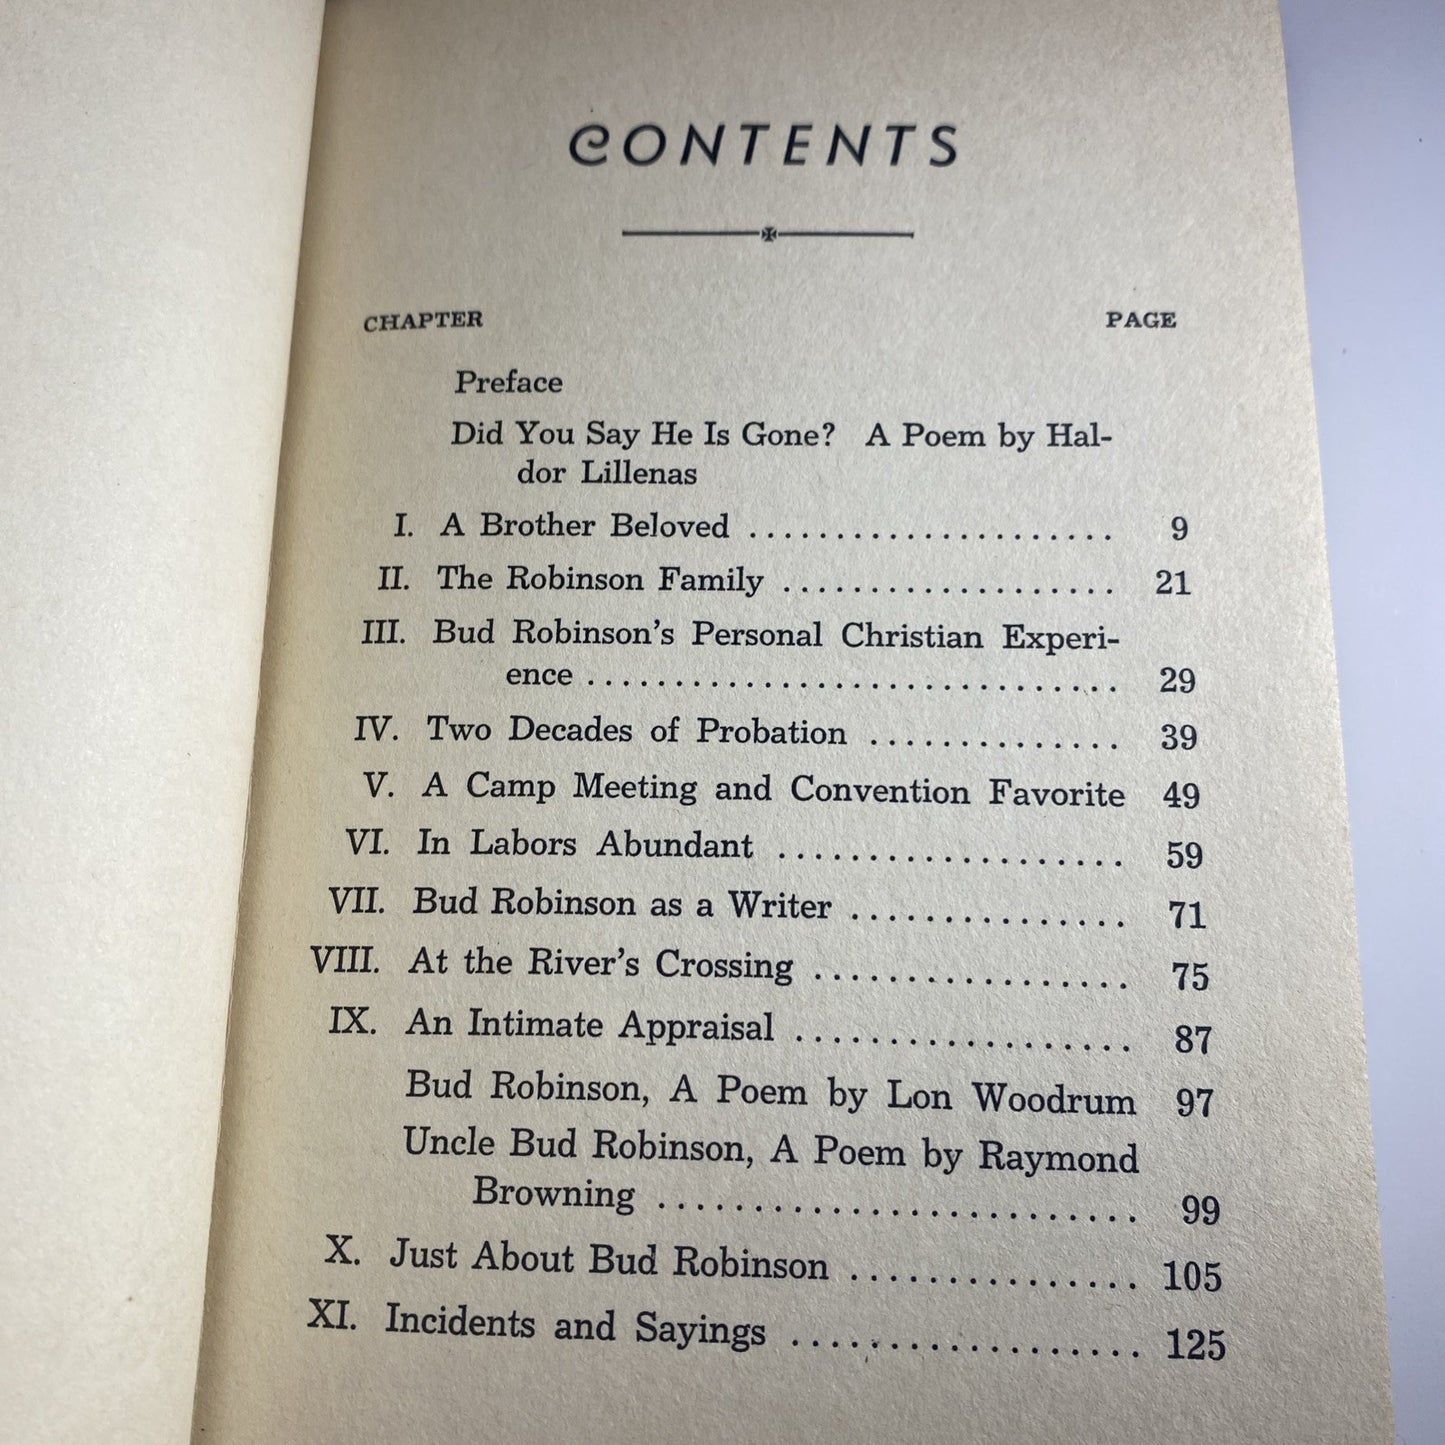 CONTENTS
CHAPTER PAGE
Preface
Did You Say He Is Gone? A Poem by Hal-
dor Lillenas
I. A Brother Beloved ..................... 9
II. The Robinson Family ................... 21
III. Bud Robinson's Personal Christian Experi-
ence ............................... 29
IV. Two Decades of Probation .............. 39
V. A Camp Meeting and Convention Favorite 49
VI. In Labors Abundant ................... 59
VII. Bud Robinson as a Writer ............... 71
VIII. At the River's Crossing ................. 75
IX. An Intimate Appraisal .................. 87
Bud Robinson, A Poem by Lon Woodrum 97
Uncle Bud Robinson, A Poem by Raymond
Browning .......................... 99
X. Just About Bud Robinson ................ 105
XI. Incidents and Sayings ................... 125